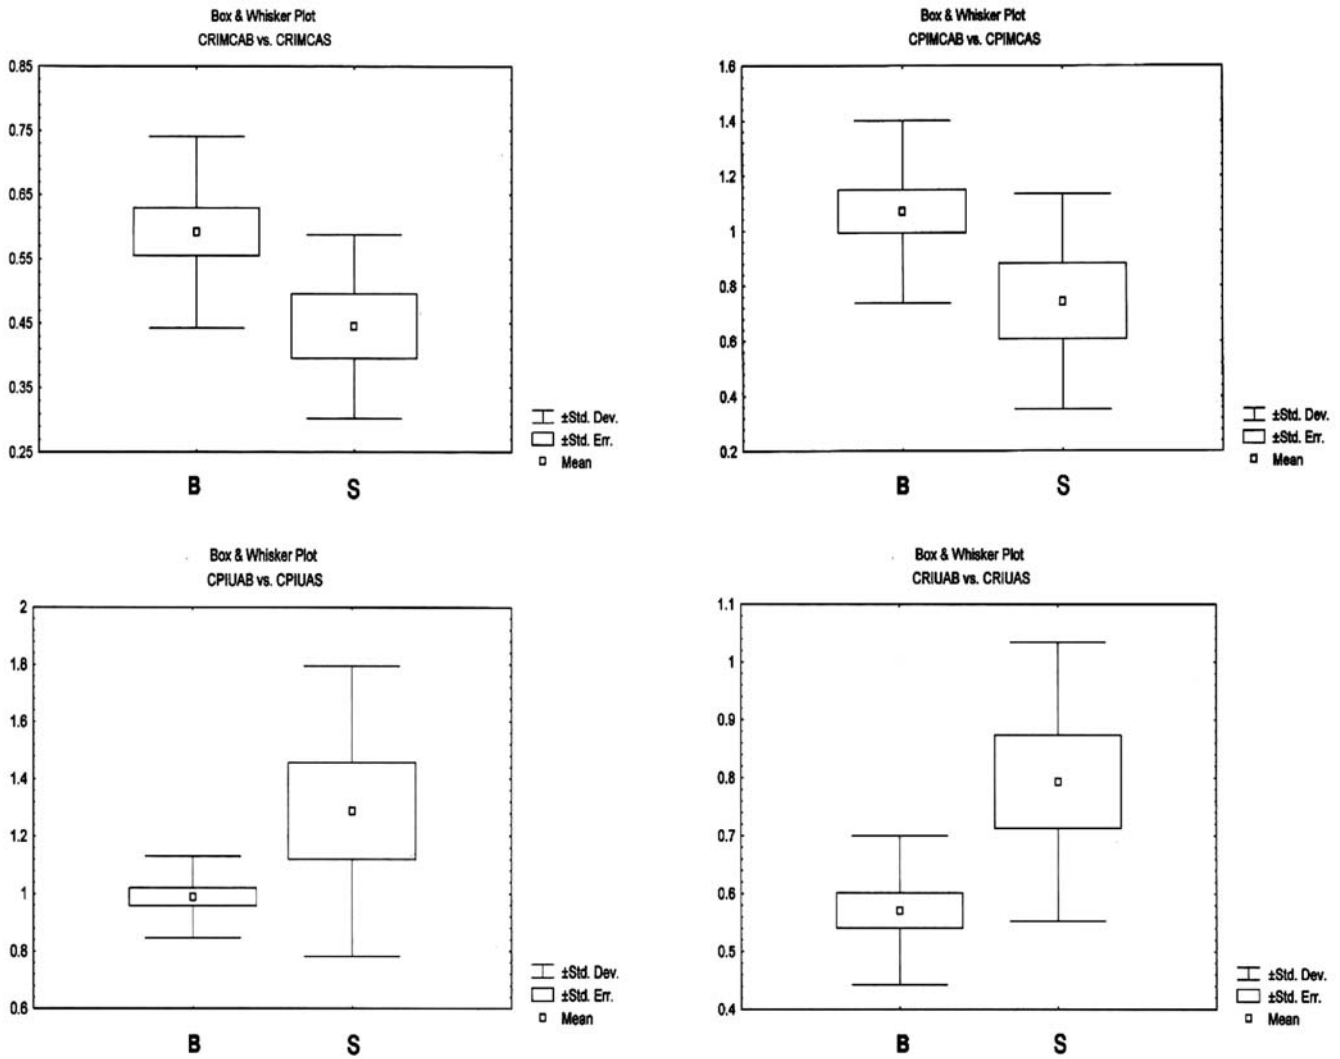 Box & Whisker Plot
CRIMCAB vs. CRIMCAS
0.85
0.75
0.65
0.55
0.45
0.35
0.25
B
S
±Std. Dev.
±Std. Err.
Mean
Box & Whisker Plot
CPIMCAB vs. CPIMCAS
1.6
1.4
1.2
1
0.8
0.6
0.4
0.2
B
S
±Std. Dev.
±Std. Err.
Mean
Box & Whisker Plot
CPIUAB vs. CPIUAS
2
1.8
1.6
1.4
1.2
1
0.8
0.6
B
S
±Std. Dev.
±Std. Err.
Mean
Box & Whisker Plot
CRIUAB vs. CRIUAS
1.1
1
0.9
0.8
0.7
0.6
0.5
0.4
B
S
±Std. Dev.
±Std. Err.
Mean